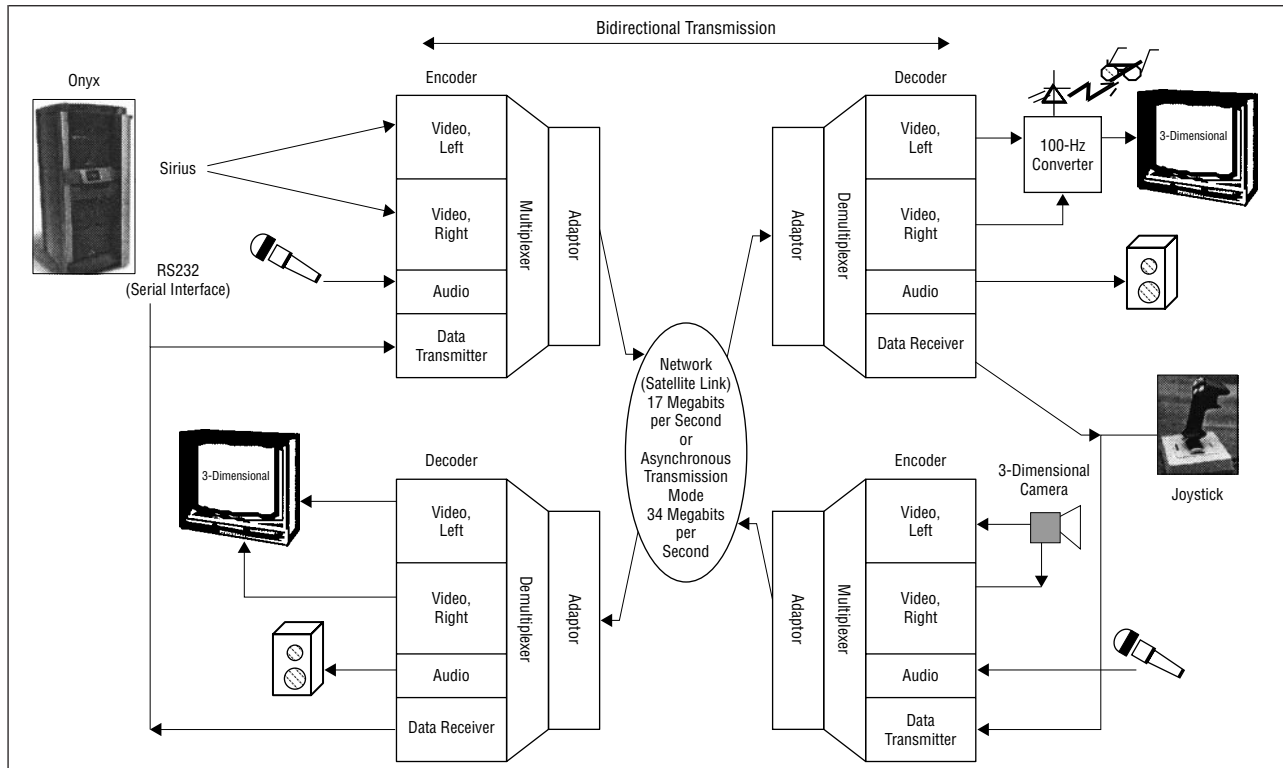 Bidirectional Transmission
Onyx
Sirius
RS232
(Serial Interface)
Encoder
Video,
Left
Video,
Right
Audio
Data
Transmitter
Multiplexer
Adaptor
Decoder
Adaptor
Demultiplexer
Video,
Left
Video,
Right
Audio
Data Receiver
100-Hz
Converter
3-Dimensional
Network
(Satellite Link)
17 Megabits
per Second
or
Asynchronous
Transmission
Mode
34 Megabits
per
Second
3-Dimensional
Decoder
Video,
Left
Video,
Right
Audio
Data Receiver
Demultiplexer
Adaptor
Encoder
Adaptor
Multiplexer
Video,
Left
Video,
Right
Audio
Data
Transmitter
3-Dimensional
Camera
Joystick